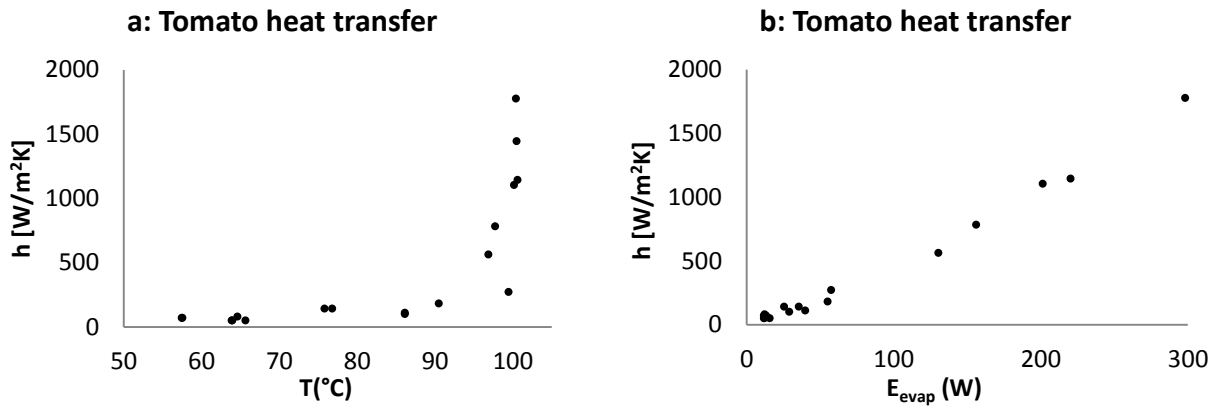 a: Tomato heat transfer
2000
1500
1000
500
0
h [W/m²K]
50 60 70 80 90 100
T(°C)
b: Tomato heat transfer
2000
1500
1000
500
0
h [W/m²K]
0 100 200 300
E_evap (W)